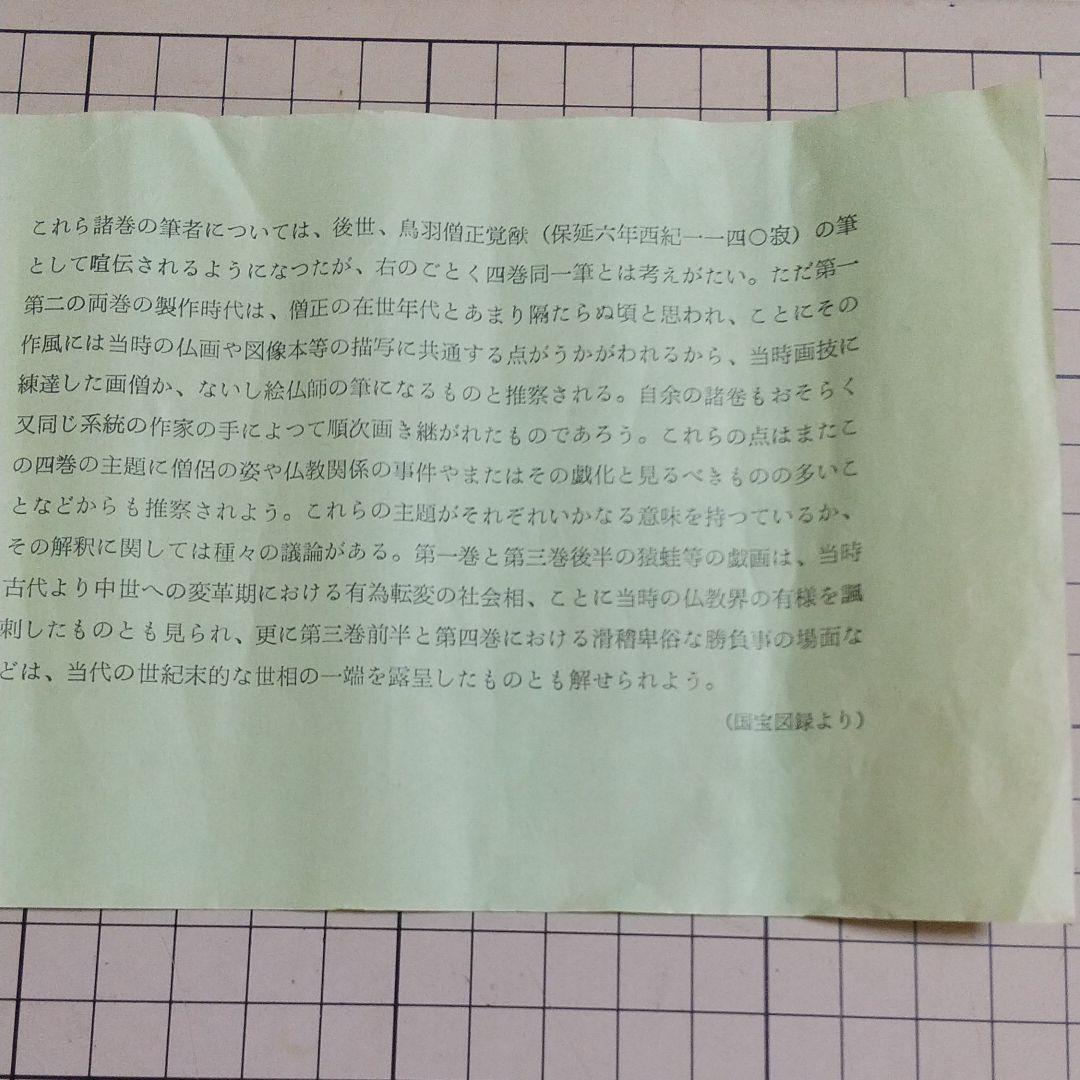 これら諸巻の筆者については、後世、鳥羽僧正覚猷（保延六年西紀一一四〇寂）の筆
として喧伝されるようになつたが、右のごとく四巻同一筆とは考えがたい。ただ第一
第二の両巻の製作時代は、僧正の在世年代とあまり隔たらぬ頃と思われ、ことにその
作風には当時の仏画や図像本等の描写に共通する点がうかがわれるから、当時画技に
練達した画僧か、ないし絵仏師の筆になるものと推察される。自余の諸巻もおそらく
又同じ系統の作家の手によつて順次画き継がれたものであろう。これらの点はまたこ
の四巻の主題に僧侶の姿や仏教関係の事件やまたはその戯化と見るべきものの多いこ
となどからも推察されよう。これらの主題がそれぞれいかなる意味を持つているか、
その解釈に関しては種々の議論がある。第一巻と第三巻後半の猿蛙等の戯画は、当時
古代より中世への変革期における有為転変の社会相、ことに当時の仏教界の有様を諷
刺したものとも見られ、更に第三巻前半と第四巻における滑稽卑俗な勝負事の場面な
どは、当代の世紀末的な世相の一端を露呈したものとも解せられよう。
（国宝図録より）